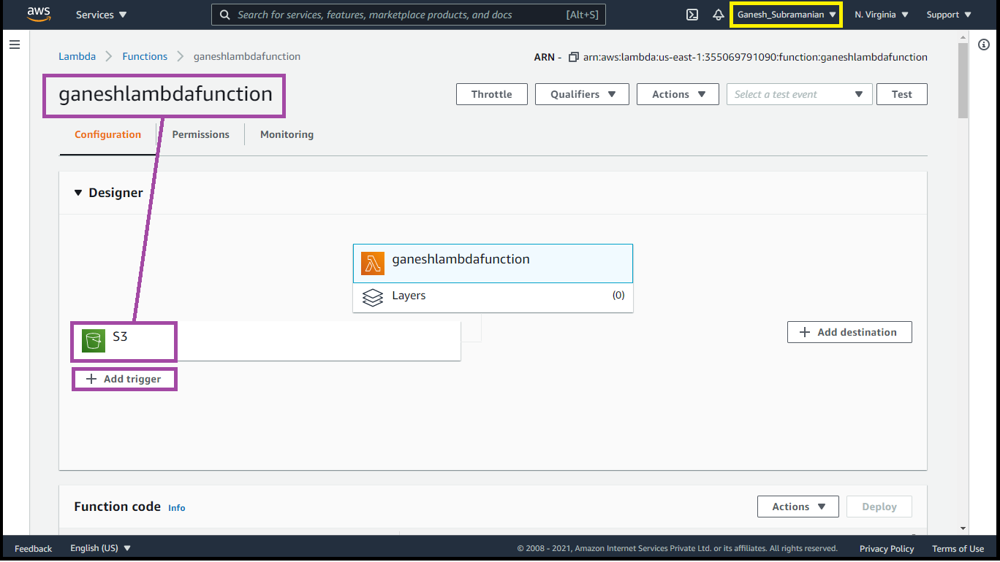 aws Services Search for services, features, marketplace products, and docs [Alt+S] Ganesh_Subramanian N. Virginia Support
Lambda Functions ganeshlambdafunction ARN - arn:aws:lambda:us-east-1:355069791090:function:ganeshlambdafunction
ganeshlambdafunction Throttle Qualifiers Actions Select a test event Test
Configuration Permissions Monitoring
Designer
ganeshlambdafunction
Layers (0)
S3 + Add destination
+ Add trigger
Function code Info Actions Deploy
Feedback English (US) © 2008 - 2021, Amazon Internet Services Private Ltd. or its affiliates. All rights reserved. Privacy Policy Terms of Use